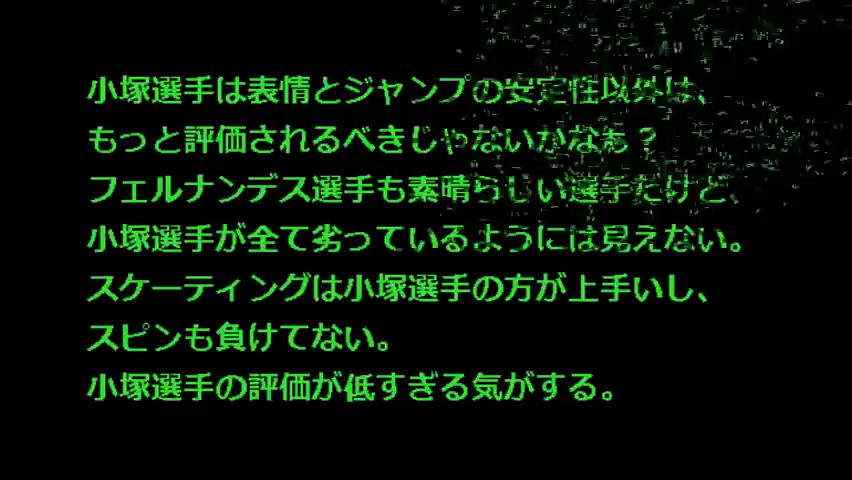 小塚選手は表情とジャンプの安定性以外は、
もっと評価されるべきじゃないかなぁ？
フェルナンデス選手も素晴らしい選手だけど、
小塚選手が全て劣っているようには見えない。
スケーティングは小塚選手の方が上手いし、
スピンも負けてない。
小塚選手の評価が低すぎる気がする。